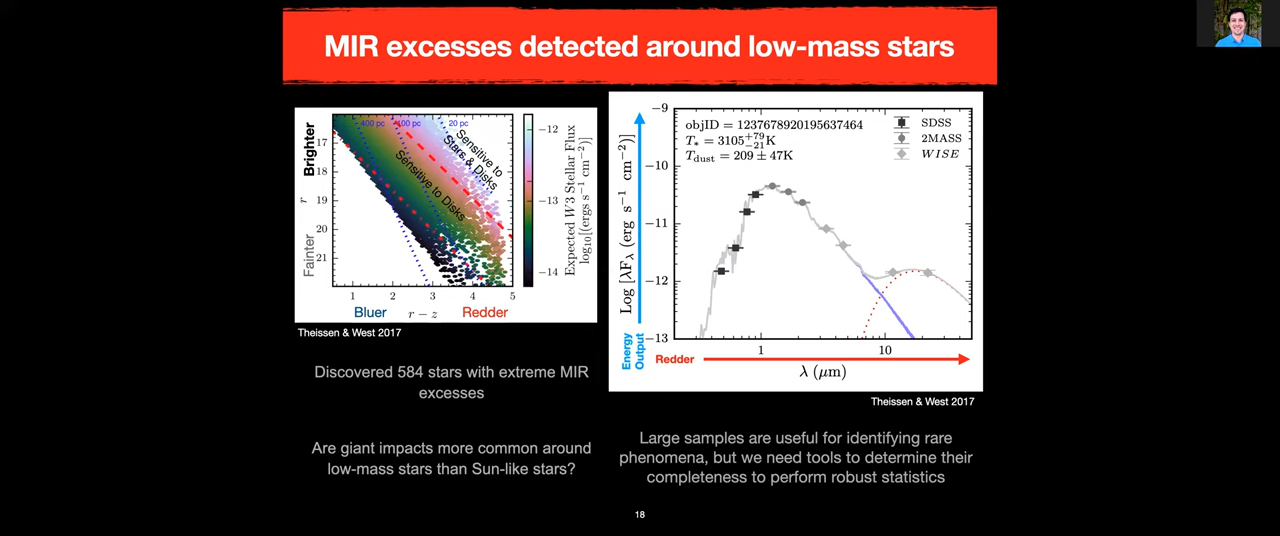 MIR excesses detected around low-mass stars
400 pc
100 pc
20 pc
Sensitive to
Stars & Disks
Sensitive to Disks
Brighter
r
Fainter
17
18
19
20
21
1
2
3
4
5
Bluer
r − z
Redder
−12
−13
−14
Expected W3 Stellar Flux
log10[(ergs s−1 cm−2)]
Theissen & West 2017
Discovered 584 stars with extreme MIR
excesses
Are giant impacts more common around
low-mass stars than Sun-like stars?
objID = 1237678920195637464
T* = 3105+79−21K
Tdust = 209 ± 47K
SDSS
2MASS
WISE
−9
−10
−11
−12
−13
Log [λFλ (erg s−1 cm−2)]
Energy
Output
Redder
1
10
λ (μm)
Theissen & West 2017
Large samples are useful for identifying rare
phenomena, but we need tools to determine their
completeness to perform robust statistics
18